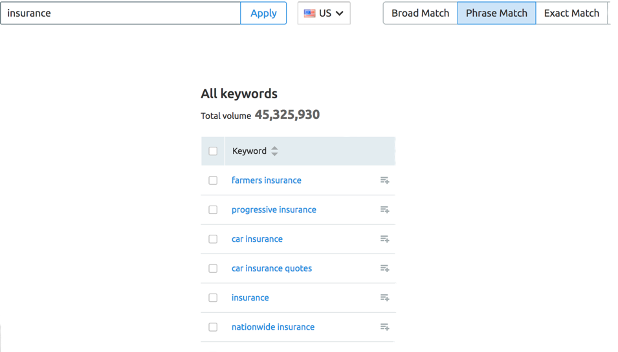 insurance Apply US Broad Match Phrase Match Exact Match
All keywords
Total volume 45,325,930
Keyword
farmers insurance
progressive insurance
car insurance
car insurance quotes
insurance
nationwide insurance